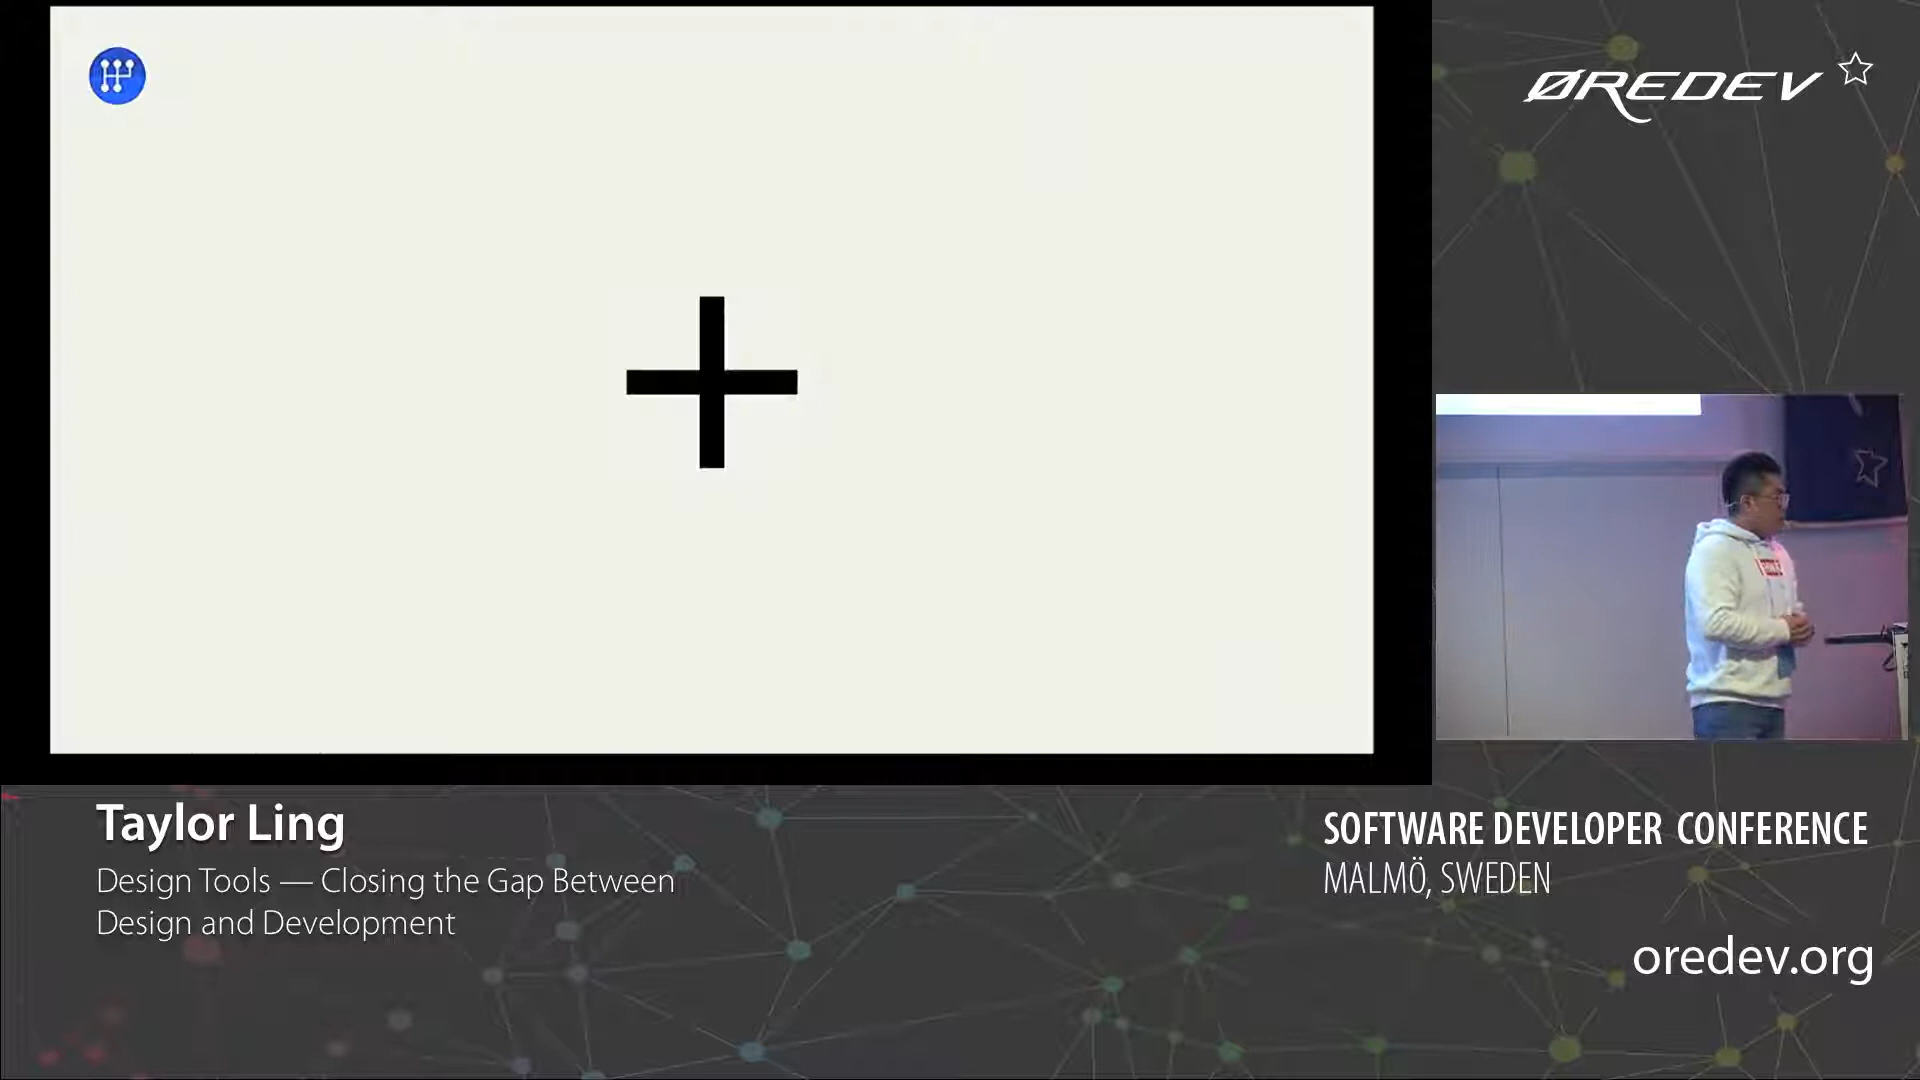 ØREDEV
Taylor Ling
Design Tools — Closing the Gap Between
Design and Development
SOFTWARE DEVELOPER CONFERENCE
MALMÖ, SWEDEN
oredev.org